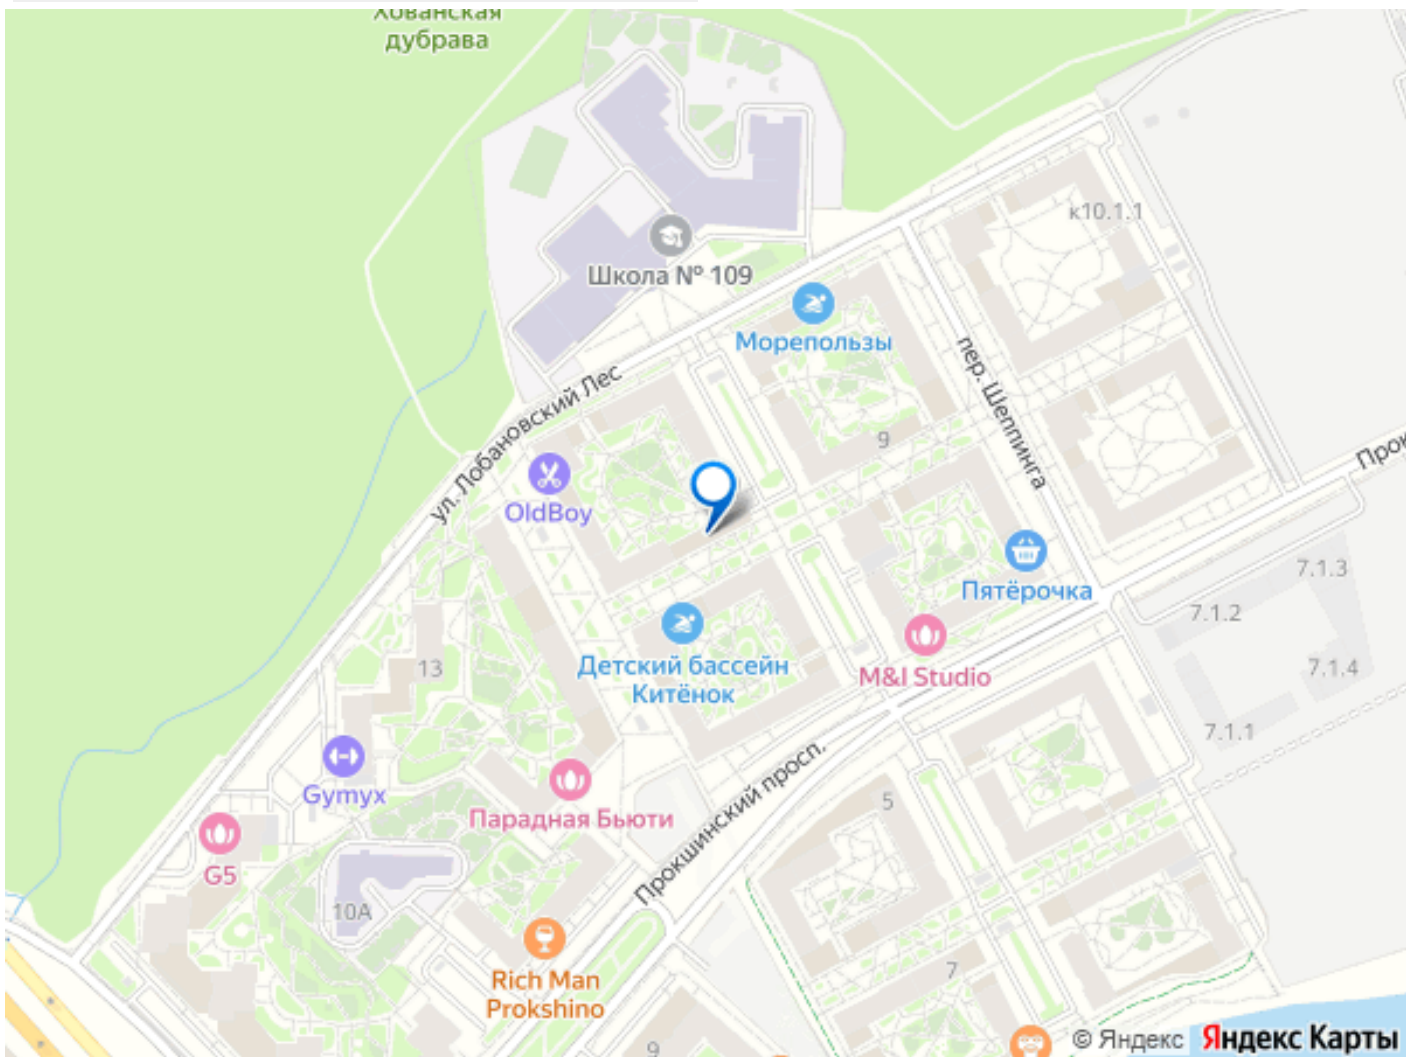 Хованская
дубрава
к10.1.1
Школа № 109
Морепользы
пер. Шеппинга
ул. Лобановский Лес
9
Прок
OldBoy
Пятёрочка
7.1.3
7.1.2
Детский бассейн
Китёнок
M&I Studio
7.1.4
13
7.1.1
Gymyx
Парадная Бьюти
Прокшинский просп.
5
G5
10А
Rich Man
Prokshino
7
9
© Яндекс Яндекс Карты